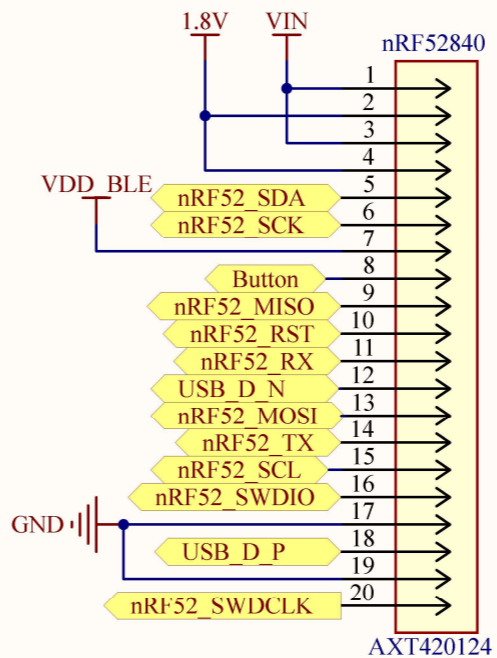 1.8V VIN
nRF52840
1
2
3
4
VDD_BLE
nRF52_SDA 5
nRF52_SCK 6
7
Button 8
nRF52_MISO 9
nRF52_RST 10
nRF52_RX 11
USB_D_N 12
nRF52_MOSI 13
nRF52_TX 14
nRF52_SCL 15
nRF52_SWDIO 16
GND 17
USB_D_P 18
19
nRF52_SWDCLK 20
AXT420124